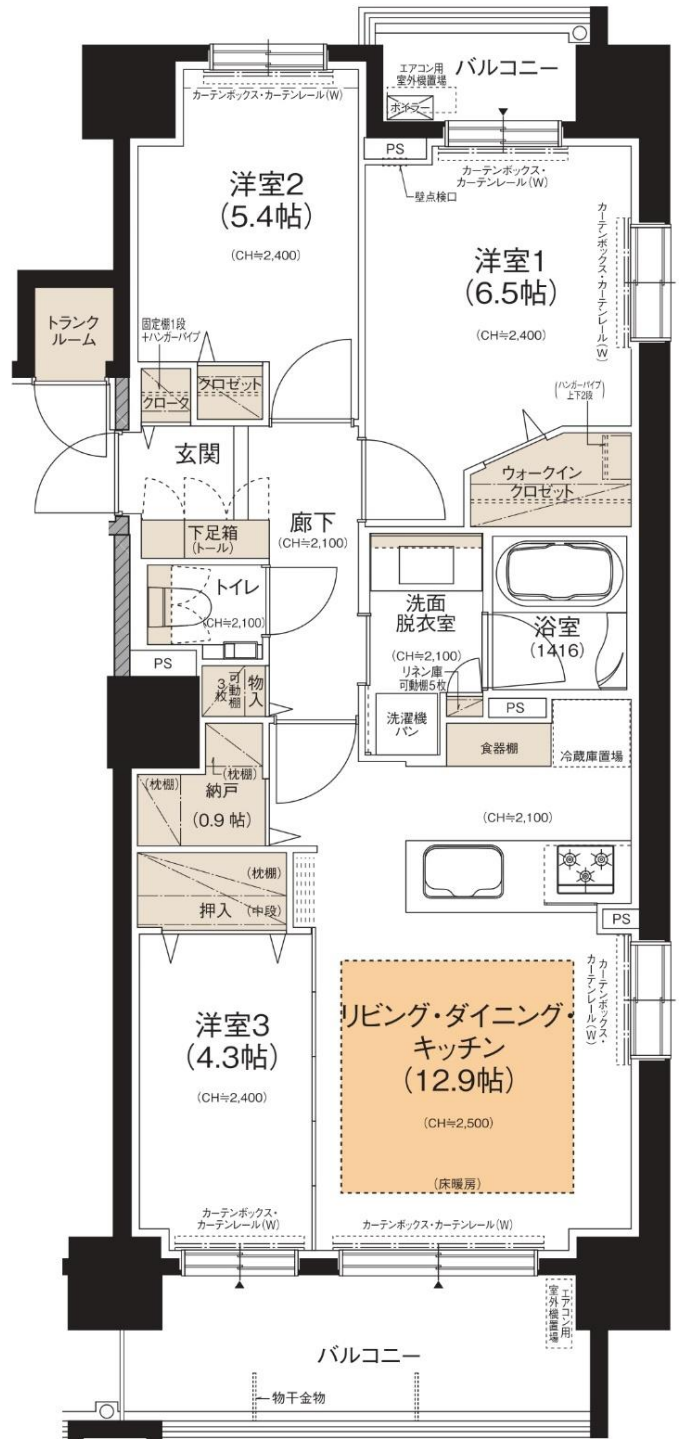 バルコニー
エアコン用
室外機置場
ボイラー
カーテンボックス・カーテンレール(W)
PS
カーテンボックス・
カーテンレール(W)
壁点検口
洋室2
(5.4帖)
(CH≒2,400)
洋室1
(6.5帖)
(CH≒2,400)
カーテンボックス・カーテンレール(W)
トランク
ルーム
固定棚1段
+ハンガーパイプ
クローク
クロゼット
(ハンガーパイプ
上下2段)
ウォークイン
クロゼット
玄関
下足箱
(トール)
廊下
(CH≒2,100)
トイレ
(CH≒2,100)
洗面
脱衣室
(CH≒2,100)
浴室
(1416)
リネン庫
可動棚5枚
PS
物入
可動棚
3枚
洗濯機
パン
PS
食器棚
冷蔵庫置場
(枕棚)
(枕棚)
納戸
(0.9 帖)
(CH≒2,100)
(枕棚)
押入
(中段)
PS
カーテンボックス・
カーテンレール(W)
洋室3
(4.3帖)
(CH≒2,400)
リビング・ダイニング・
キッチン
(12.9帖)
(CH≒2,500)
(床暖房)
カーテンボックス・
カーテンレール(W)
カーテンボックス・カーテンレール(W)
エアコン用
室外機置場
バルコニー
物干金物